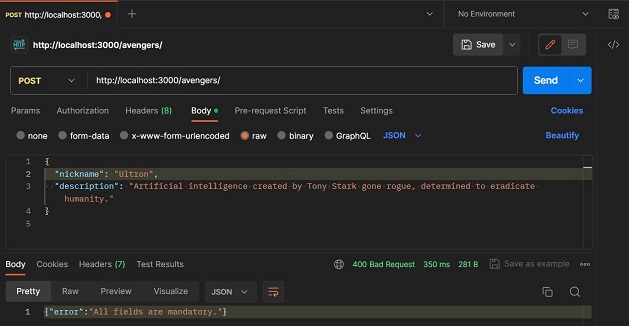 POST http://localhost:3000,
No Environment
HTTP http://localhost:3000/avengers/
Save
POST http://localhost:3000/avengers/ Send
Params Authorization Headers (8) Body Pre-request Script Tests Settings Cookies
none form-data x-www-form-urlencoded raw binary GraphQL JSON Beautify
1 {
2 "nickname": "Ultron",
3 "description": "Artificial intelligence created by Tony Stark gone rogue, determined to eradicate
humanity."
4 }
5
Body Cookies Headers (7) Test Results 400 Bad Request 350 ms 281 B Save as example
Pretty Raw Preview Visualize JSON
1 {"error":"All fields are mandatory."}